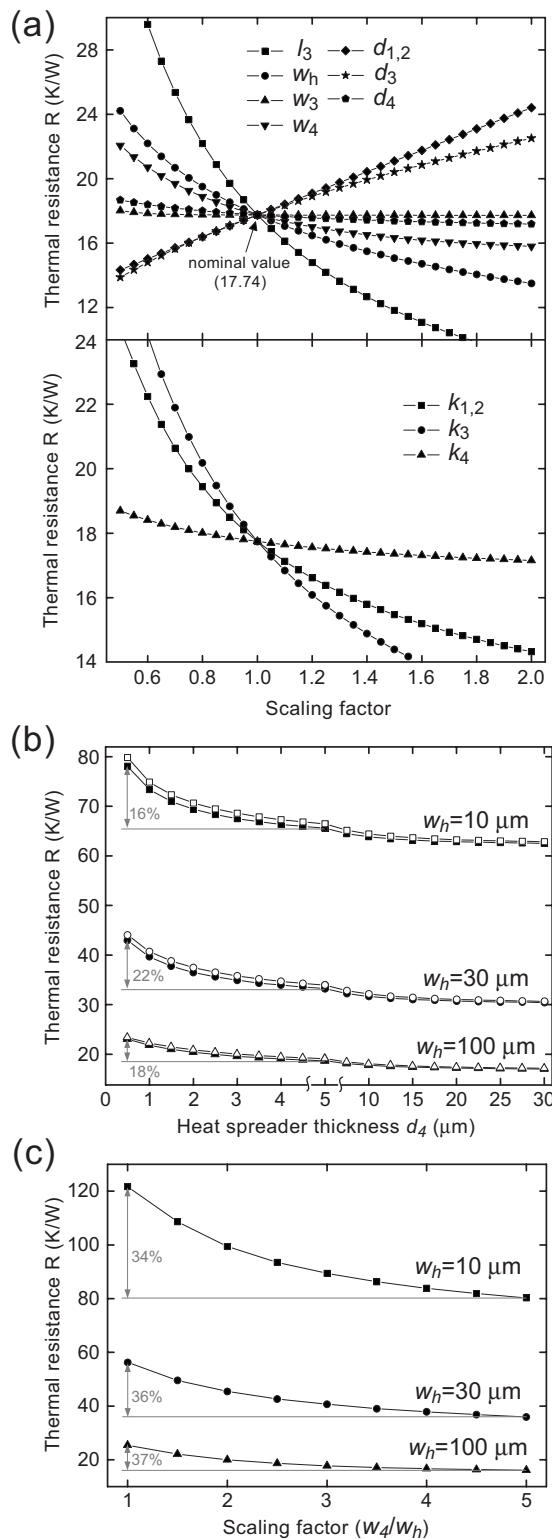 (a)
Thermal resistance R (K/W)
28
24
20
16
12
l3
wh
w3
w4
d1,2
d3
d4
nominal value
(17.74)
Thermal resistance R (K/W)
24
22
20
18
16
14
k1,2
k3
k4
0.6 0.8 1.0 1.2 1.4 1.6 1.8 2.0
Scaling factor
(b)
Thermal resistance R (K/W)
80
70
60
50
40
30
20
16%
wh=10 µm
22%
wh=30 µm
wh=100 µm
18%
0 1 2 3 4 5 10 15 20 25 30
Heat spreader thickness d4 (µm)
(c)
Thermal resistance R (K/W)
120
100
80
60
40
20
34%
wh=10 µm
36%
wh=30 µm
wh=100 µm
37%
1 2 3 4 5
Scaling factor (w4/wh)